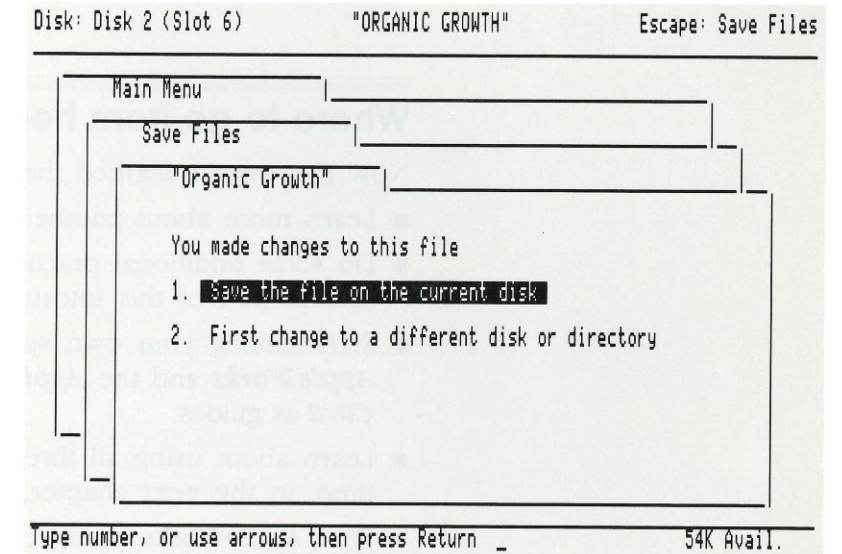 Disk: Disk 2 (Slot 6) "ORGANIC GROWTH" Escape: Save Files
Main Menu
Save Files
"Organic Growth"
You made changes to this file
1. Save the file on the current disk
2. First change to a different disk or directory
Type number, or use arrows, then press Return _ 54K Avail.